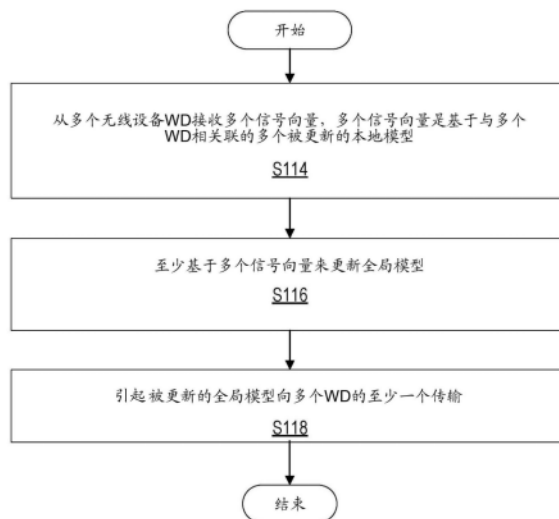 开始
从多个无线设备WD接收多个信号向量，多个信号向量是基于与多个
WD相关联的多个被更新的本地模型
S114
至少基于多个信号向量来更新全局模型
S116
引起被更新的全局模型向多个WD的至少一个传输
S118
结束